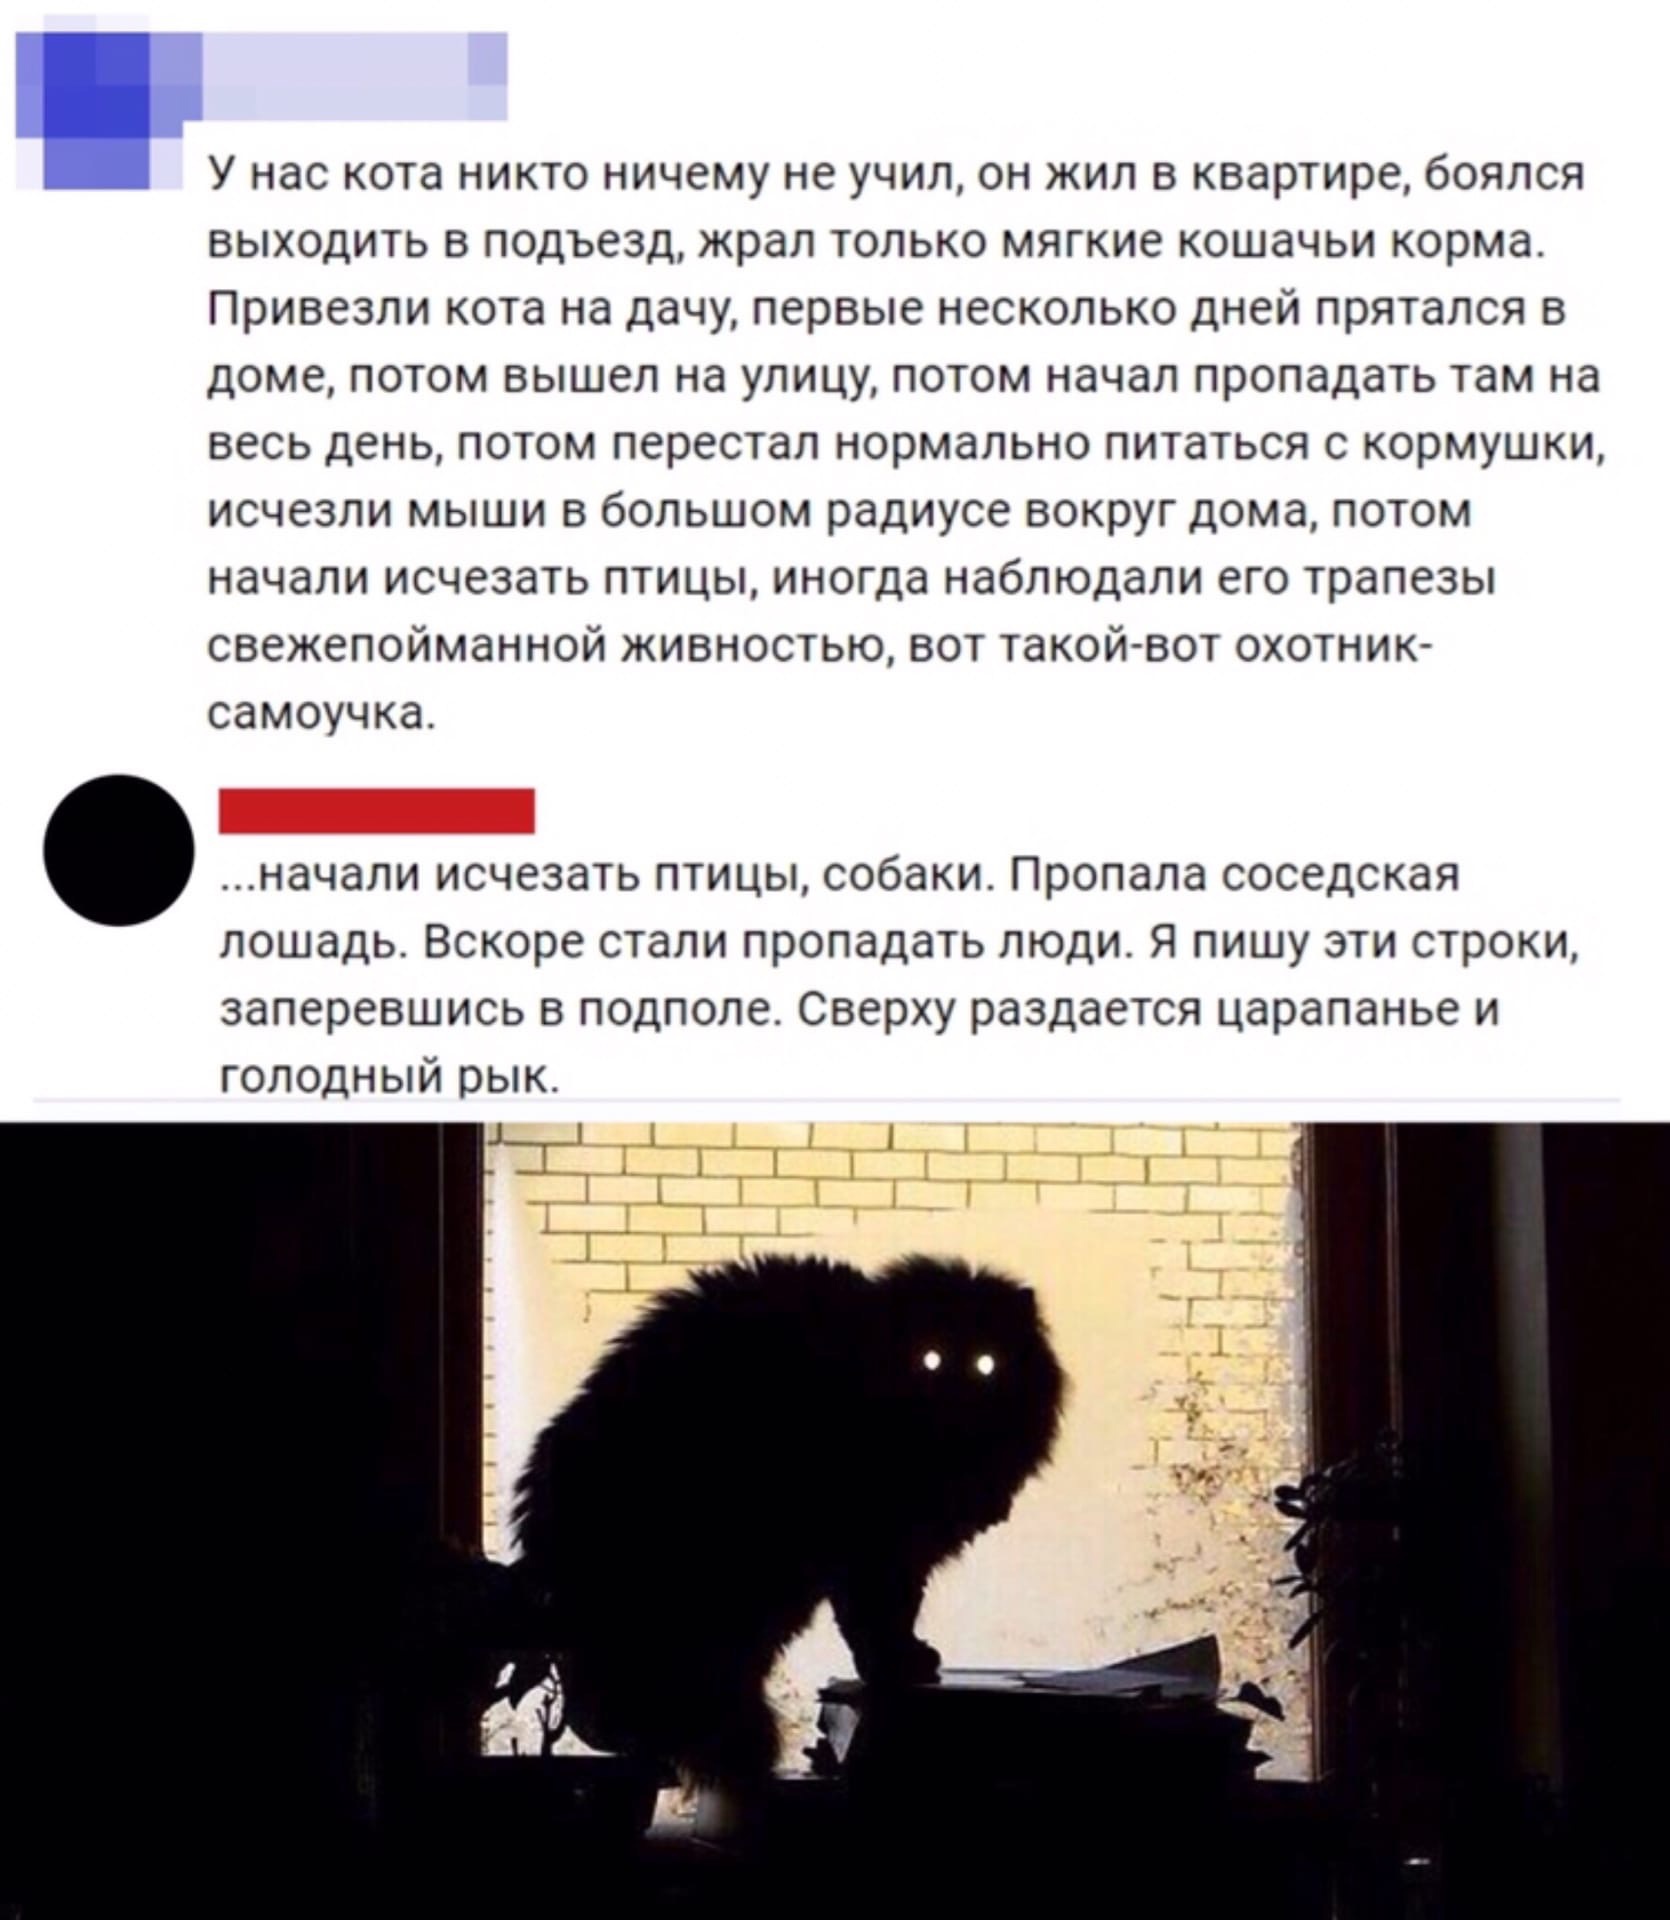 У нас кота никто ничему не учил, он жил в квартире, боялся
выходить в подъезд, жрал только мягкие кошачьи корма.
Привезли кота на дачу, первые несколько дней прятался в
доме, потом вышел на улицу, потом начал пропадать там на
весь день, потом перестал нормально питаться с кормушки,
исчезли мыши в большом радиусе вокруг дома, потом
начали исчезать птицы, иногда наблюдали его трапезы
свежепойманной живностью, вот такой-вот охотник-
самоучка.
...начали исчезать птицы, собаки. Пропала соседская
лошадь. Вскоре стали пропадать люди. Я пишу эти строки,
заперевшись в подполе. Сверху раздается царапанье и
голодный рык.